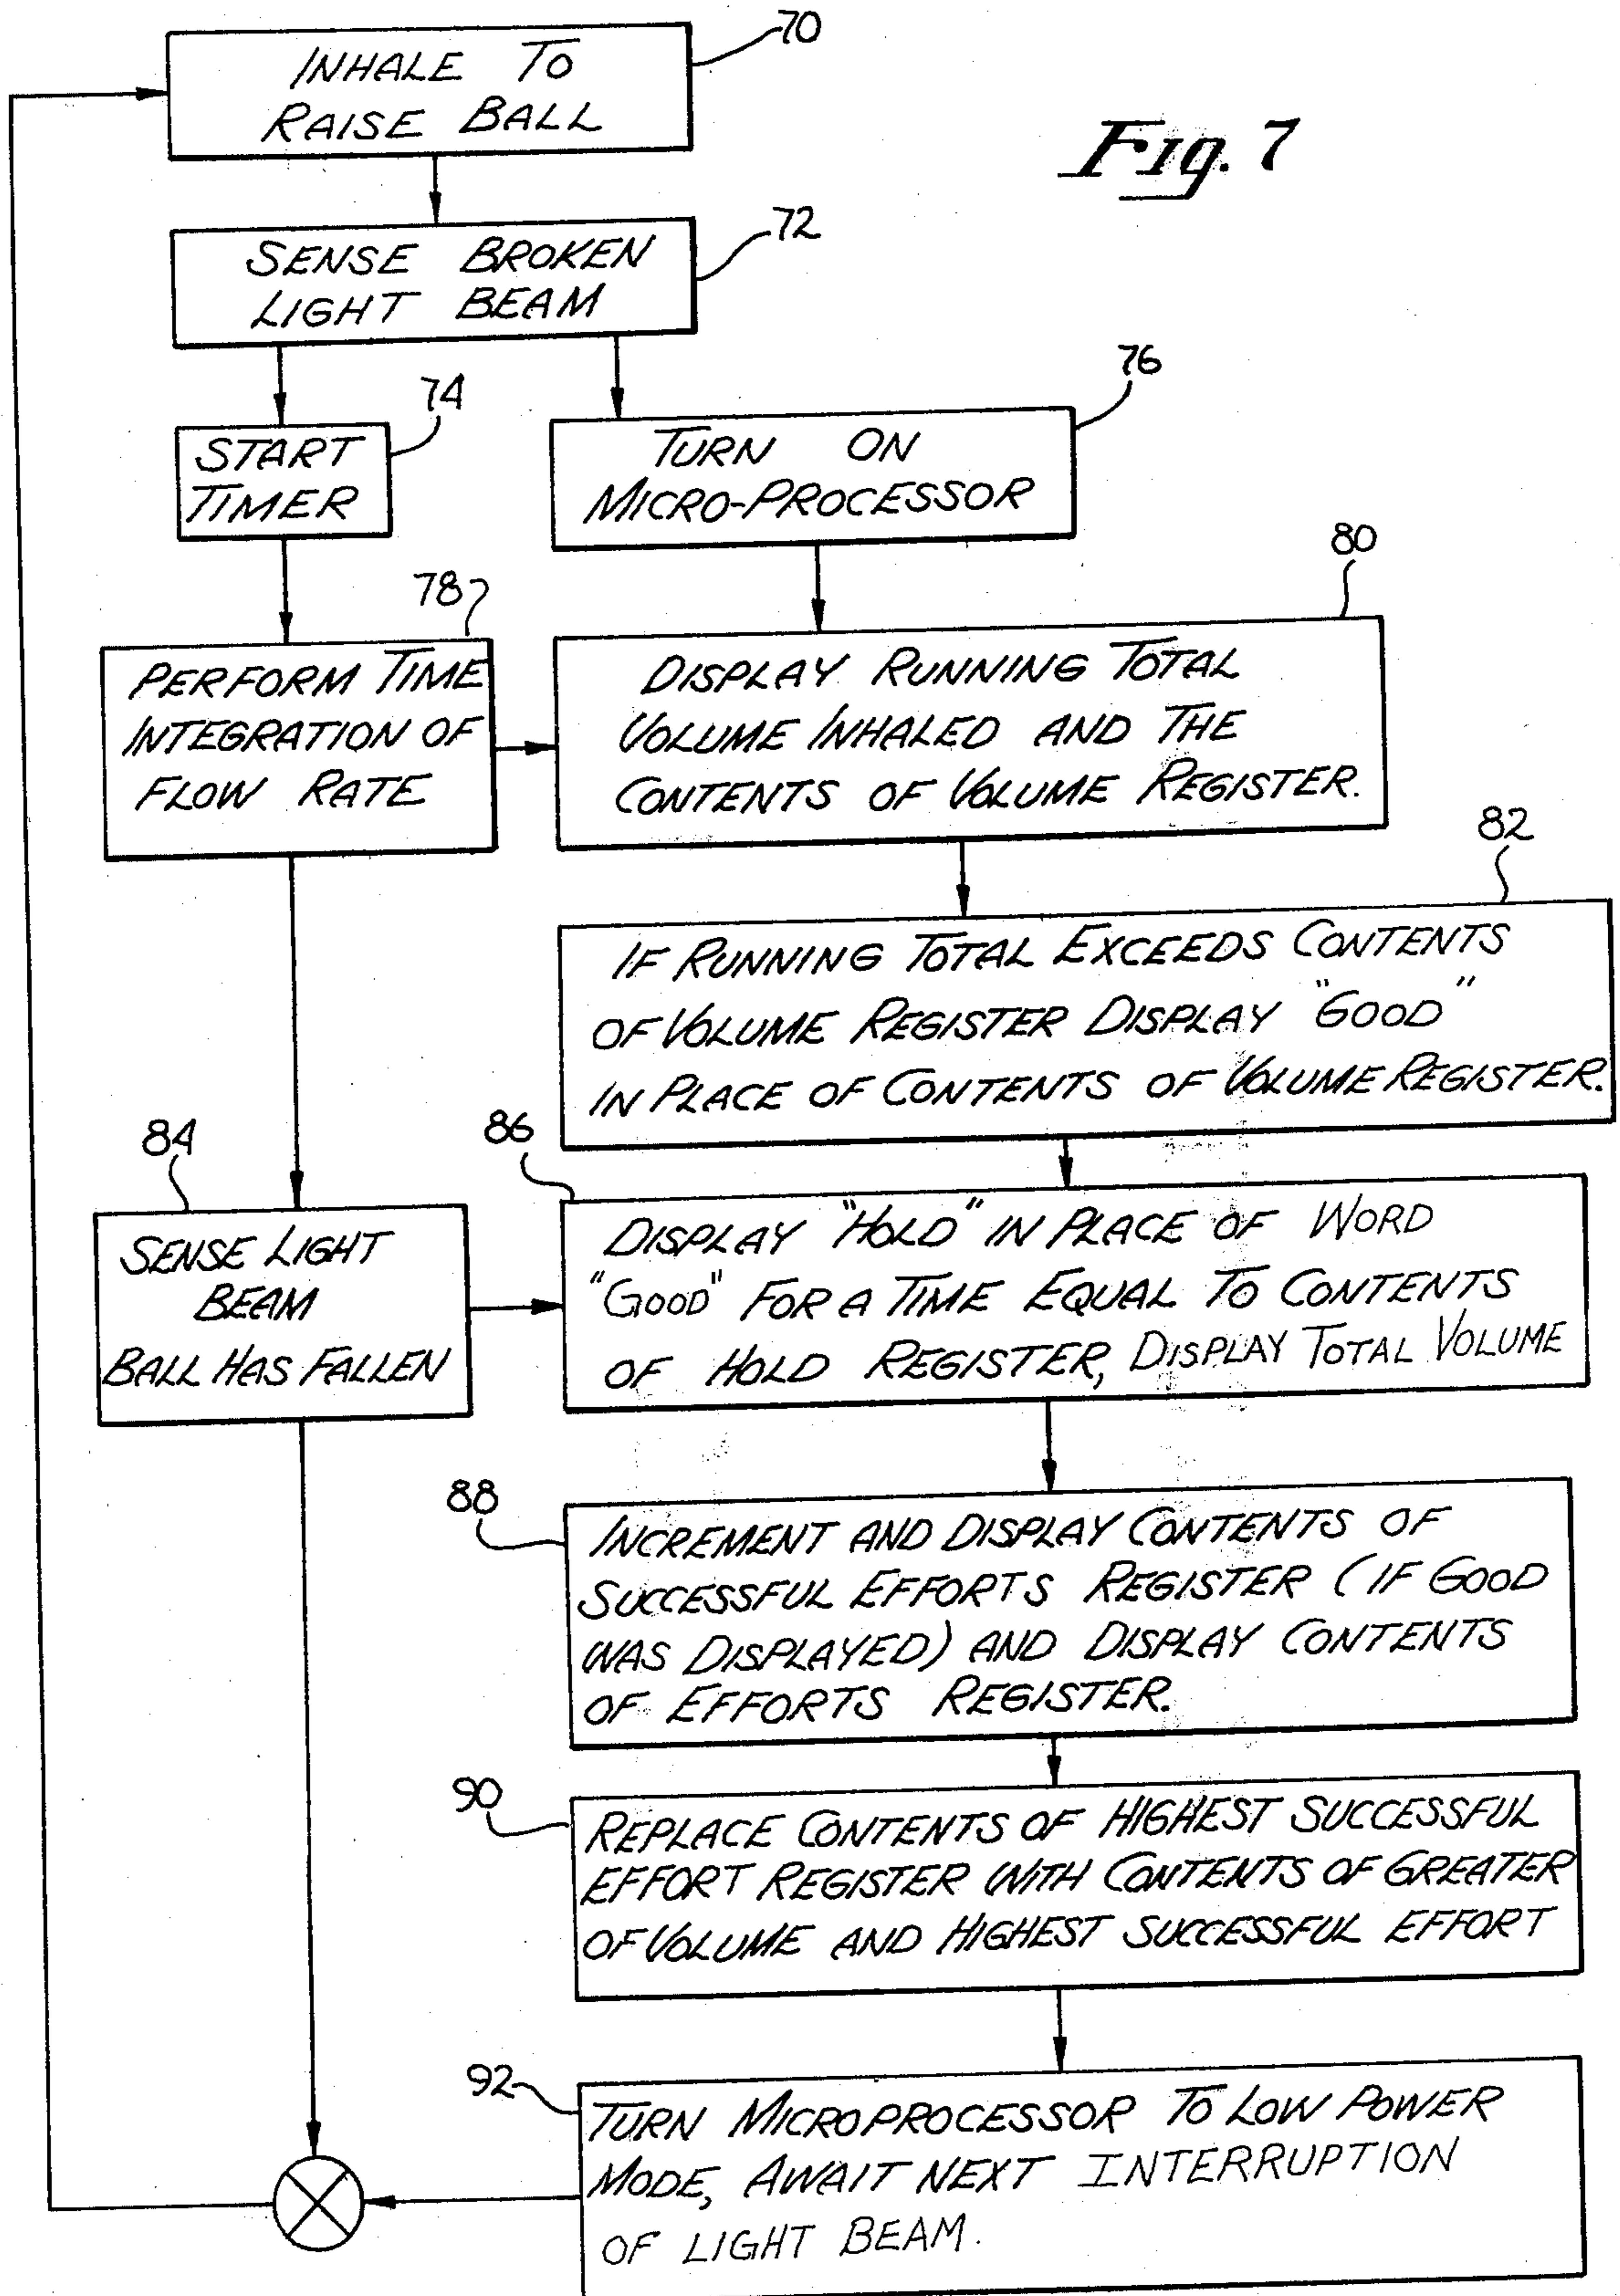 70
INHALE TO
RAISE BALL
Fig. 7
72
SENSE BROKEN
LIGHT BEAM
74
START
TIMER
76
TURN ON
MICRO-PROCESSOR
78
PERFORM TIME
INTEGRATION OF
FLOW RATE
80
DISPLAY RUNNING TOTAL
VOLUME INHALED AND THE
CONTENTS OF VOLUME REGISTER.
82
IF RUNNING TOTAL EXCEEDS CONTENTS
OF VOLUME REGISTER DISPLAY "GOOD"
IN PLACE OF CONTENTS OF VOLUME REGISTER.
84
SENSE LIGHT
BEAM
BALL HAS FALLEN
86
DISPLAY "HOLD" IN PLACE OF WORD
"GOOD" FOR A TIME EQUAL TO CONTENTS
OF HOLD REGISTER, DISPLAY TOTAL VOLUME
88
INCREMENT AND DISPLAY CONTENTS OF
SUCCESSFUL EFFORTS REGISTER (IF GOOD
WAS DISPLAYED) AND DISPLAY CONTENTS
OF EFFORTS REGISTER.
90
REPLACE CONTENTS OF HIGHEST SUCCESSFUL
EFFORT REGISTER WITH CONTENTS OF GREATER
OF VOLUME AND HIGHEST SUCCESSFUL EFFORT
92
TURN MICROPROCESSOR TO LOW POWER
MODE, AWAIT NEXT INTERRUPTION
OF LIGHT BEAM.